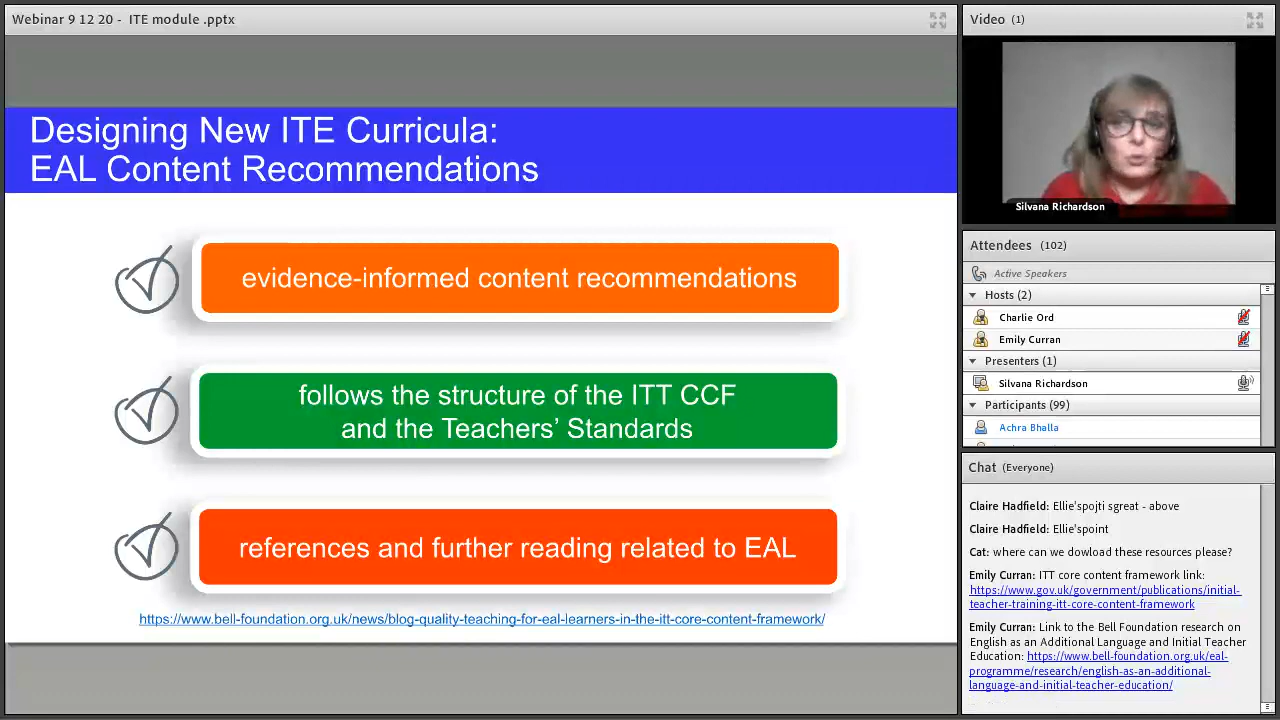 Webinar 9 12 20 - ITE module .pptx
Designing New ITE Curricula:
EAL Content Recommendations
evidence-informed content recommendations
follows the structure of the ITT CCF
and the Teachers’ Standards
references and further reading related to EAL
https://www.bell-foundation.org.uk/news/blog-quality-teaching-for-eal-learners-in-the-itt-core-content-framework/
Video (1)
Silvana Richardson
Attendees (102)
Active Speakers
Hosts (2)
Charlie Ord
Emily Curran
Presenters (1)
Silvana Richardson
Participants (99)
Achra Bhalla
Chat (Everyone)
Claire Hadfield: Ellie'spojti sgreat - above
Claire Hadfield: Ellie'spoint
Cat: where can we dowload these resources please?
Emily Curran: ITT core content framework link:
https://www.gov.uk/government/publications/initial-
teacher-training-itt-core-content-framework
Emily Curran: Link to the Bell Foundation research on
English as an Additional Language and Initial Teacher
Education: https://www.bell-foundation.org.uk/eal-
programme/research/english-as-an-additional-
language-and-initial-teacher-education/